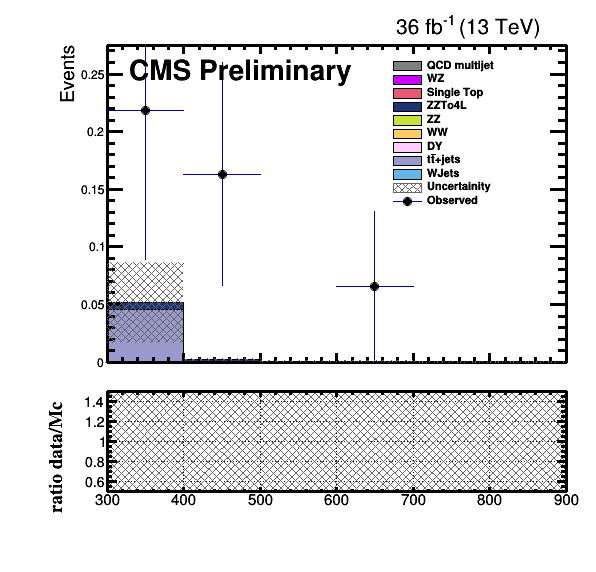 36 fb-1 (13 TeV)
CMS Preliminary
Events
0.25
0.2
0.15
0.1
0.05
0
QCD multijet
WZ
Single Top
ZZTo4L
ZZ
WW
DY
tt̄+jets
WJets
Uncertainity
Observed
ratio data/Mc
1.4
1.2
1
0.8
0.6
300 400 500 600 700 800 900